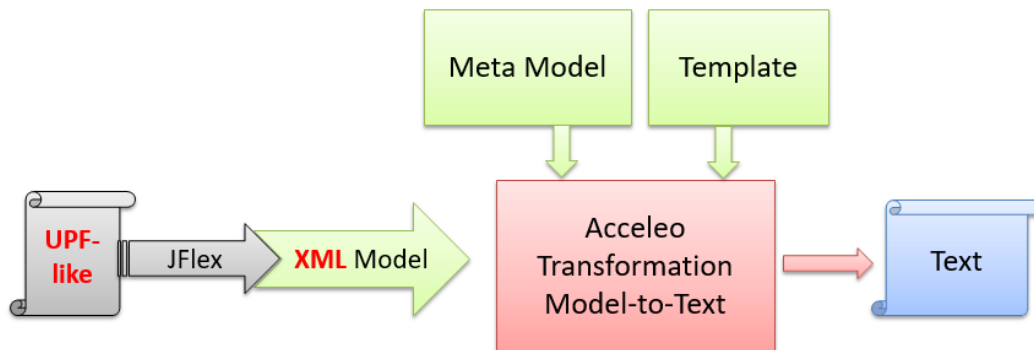 Meta Model
Template
UPF-
like
JFlex
XML Model
Acceleo
Transformation
Model-to-Text
Text